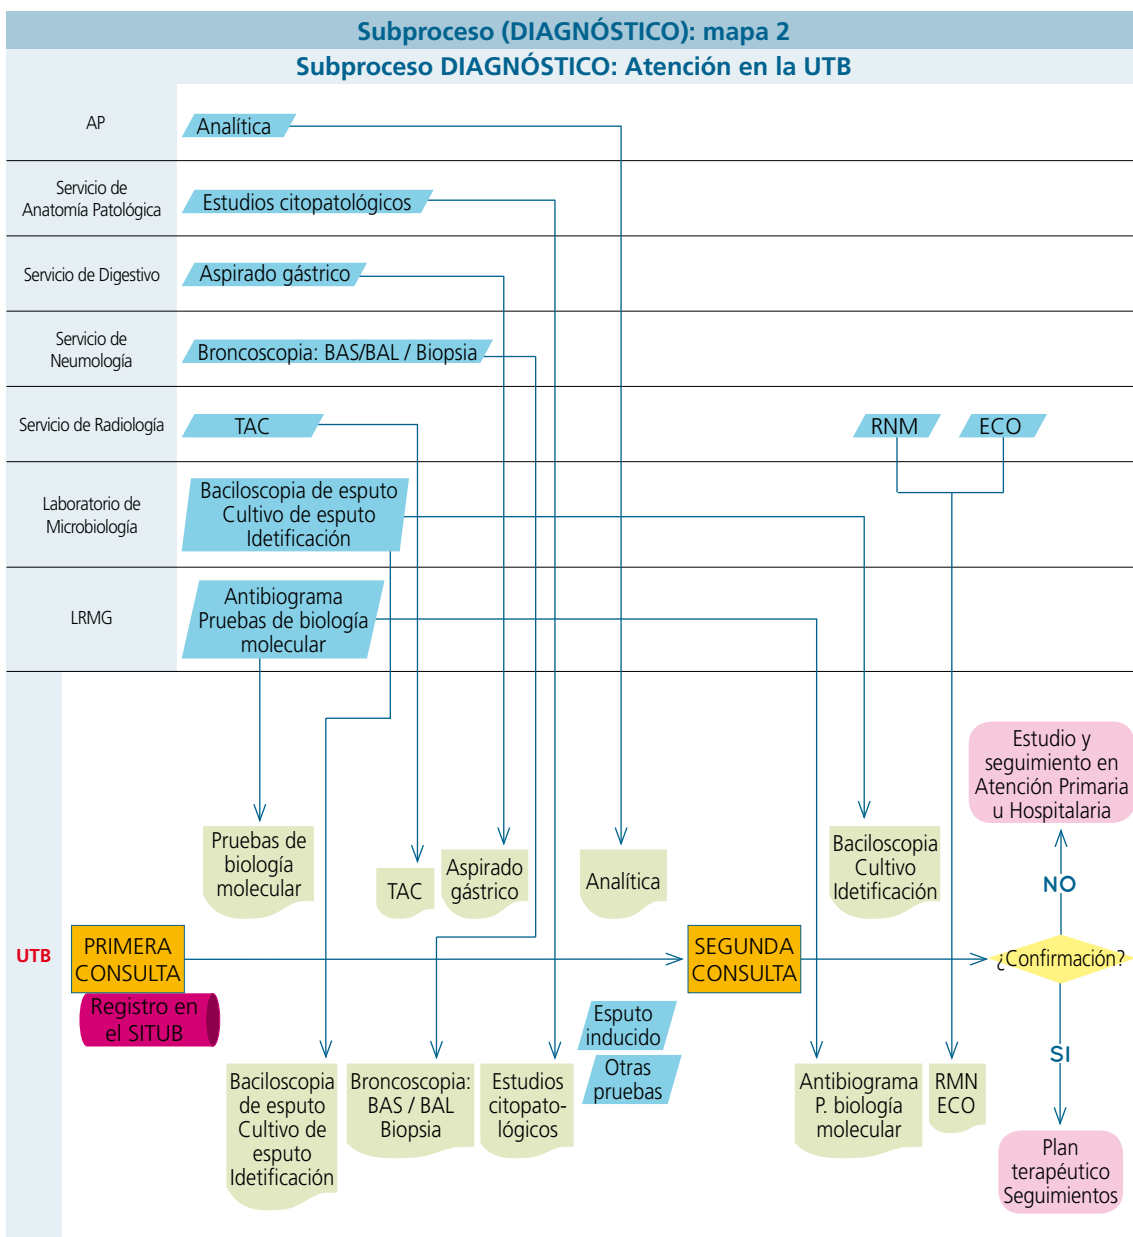 Subproceso (DIAGNÓSTICO): mapa 2
Subproceso DIAGNÓSTICO: Atención en la UTB
AP
Analítica
Servicio de
Anatomía Patológica
Estudios citopatológicos
Servicio de Digestivo
Aspirado gástrico
Servicio de
Neumología
Broncoscopia: BAS/BAL / Biopsia
Servicio de Radiología
TAC
RNM
ECO
Laboratorio de
Microbiología
Baciloscopia de esputo
Cultivo de esputo
Idetificación
LRMG
Antibiograma
Pruebas de biología
molecular
Estudio y
seguimiento en
Atención Primaria
u Hospitalaria
Pruebas de
biología
molecular
TAC
Aspirado
gástrico
Analítica
Baciloscopia
Cultivo
Idetificación
NO
UTB
PRIMERA
CONSULTA
Registro en
el SITUB
SEGUNDA
CONSULTA
¿Confirmación?
Esputo
inducido
Otras
pruebas
SI
Baciloscopia
de esputo
Cultivo de
esputo
Idetificación
Broncoscopia:
BAS / BAL
Biopsia
Estudios
citopato-
lógicos
Antibiograma
P. biología
molecular
RMN
ECO
Plan
terapéutico
Seguimientos